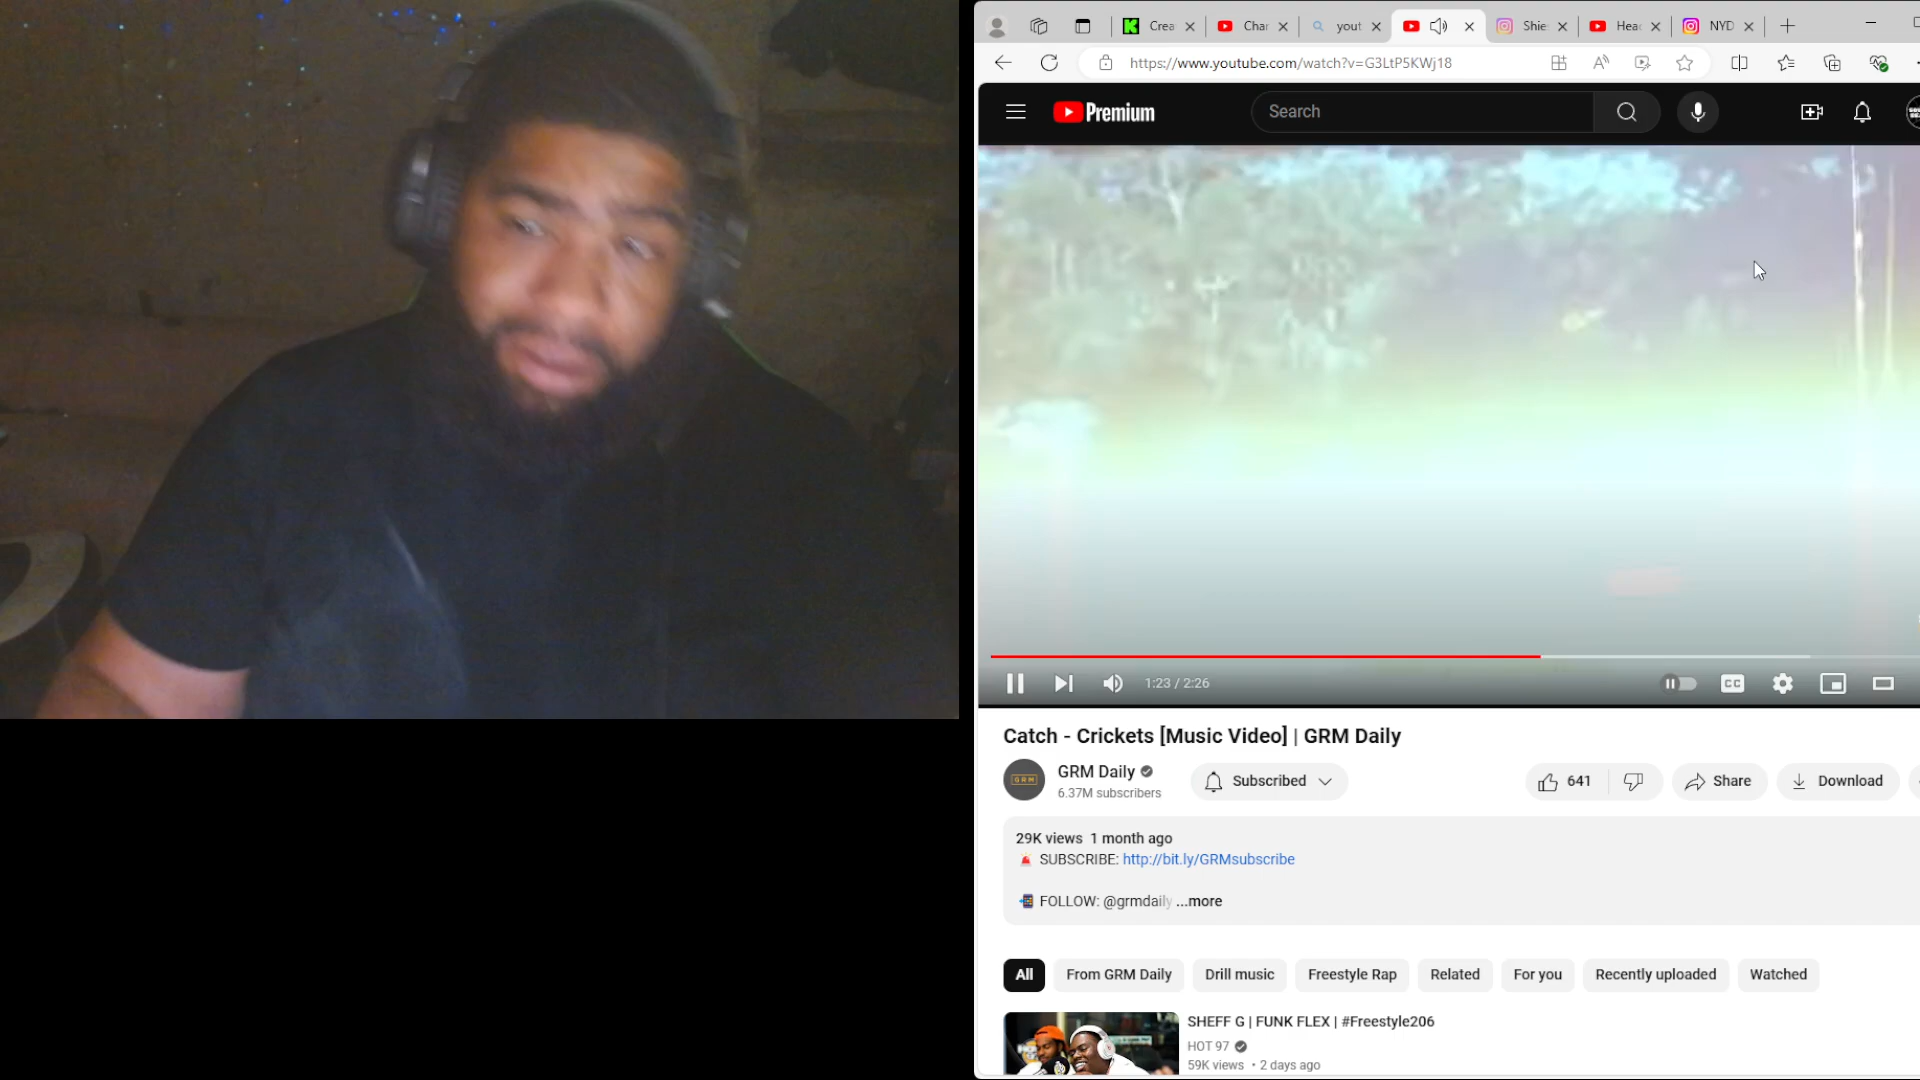 Crea
Char
yout
Shie
Head
NYD
https://www.youtube.com/watch?v=G3LtP5KWj18
Premium
Search
1:23 / 2:26
CC
Catch - Crickets [Music Video] | GRM Daily
GRM
GRM Daily
6.37M subscribers
Subscribed
641
Share
Download
29K views 1 month ago
SUBSCRIBE: http://bit.ly/GRMsubscribe
FOLLOW: @grmdaily ...more
All
From GRM Daily
Drill music
Freestyle Rap
Related
For you
Recently uploaded
Watched
SHEFF G | FUNK FLEX | #Freestyle206
HOT 97
59K views • 2 days ago